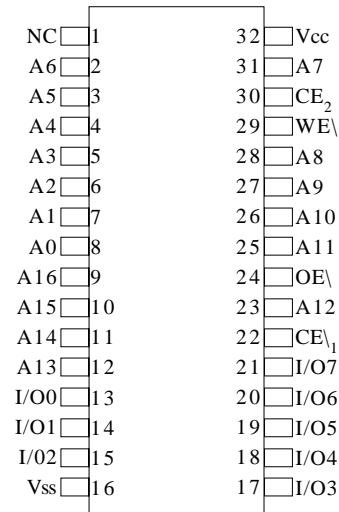 NC 1 32 Vcc
A6 2 31 A7
A5 3 30 CE2
A4 4 29 WE\
A3 5 28 A8
A2 6 27 A9
A1 7 26 A10
A0 8 25 A11
A16 9 24 OE\
A15 10 23 A12
A14 11 22 CE\1
A13 12 21 I/O7
I/O0 13 20 I/O6
I/O1 14 19 I/O5
I/02 15 18 I/O4
Vss 16 17 I/O3